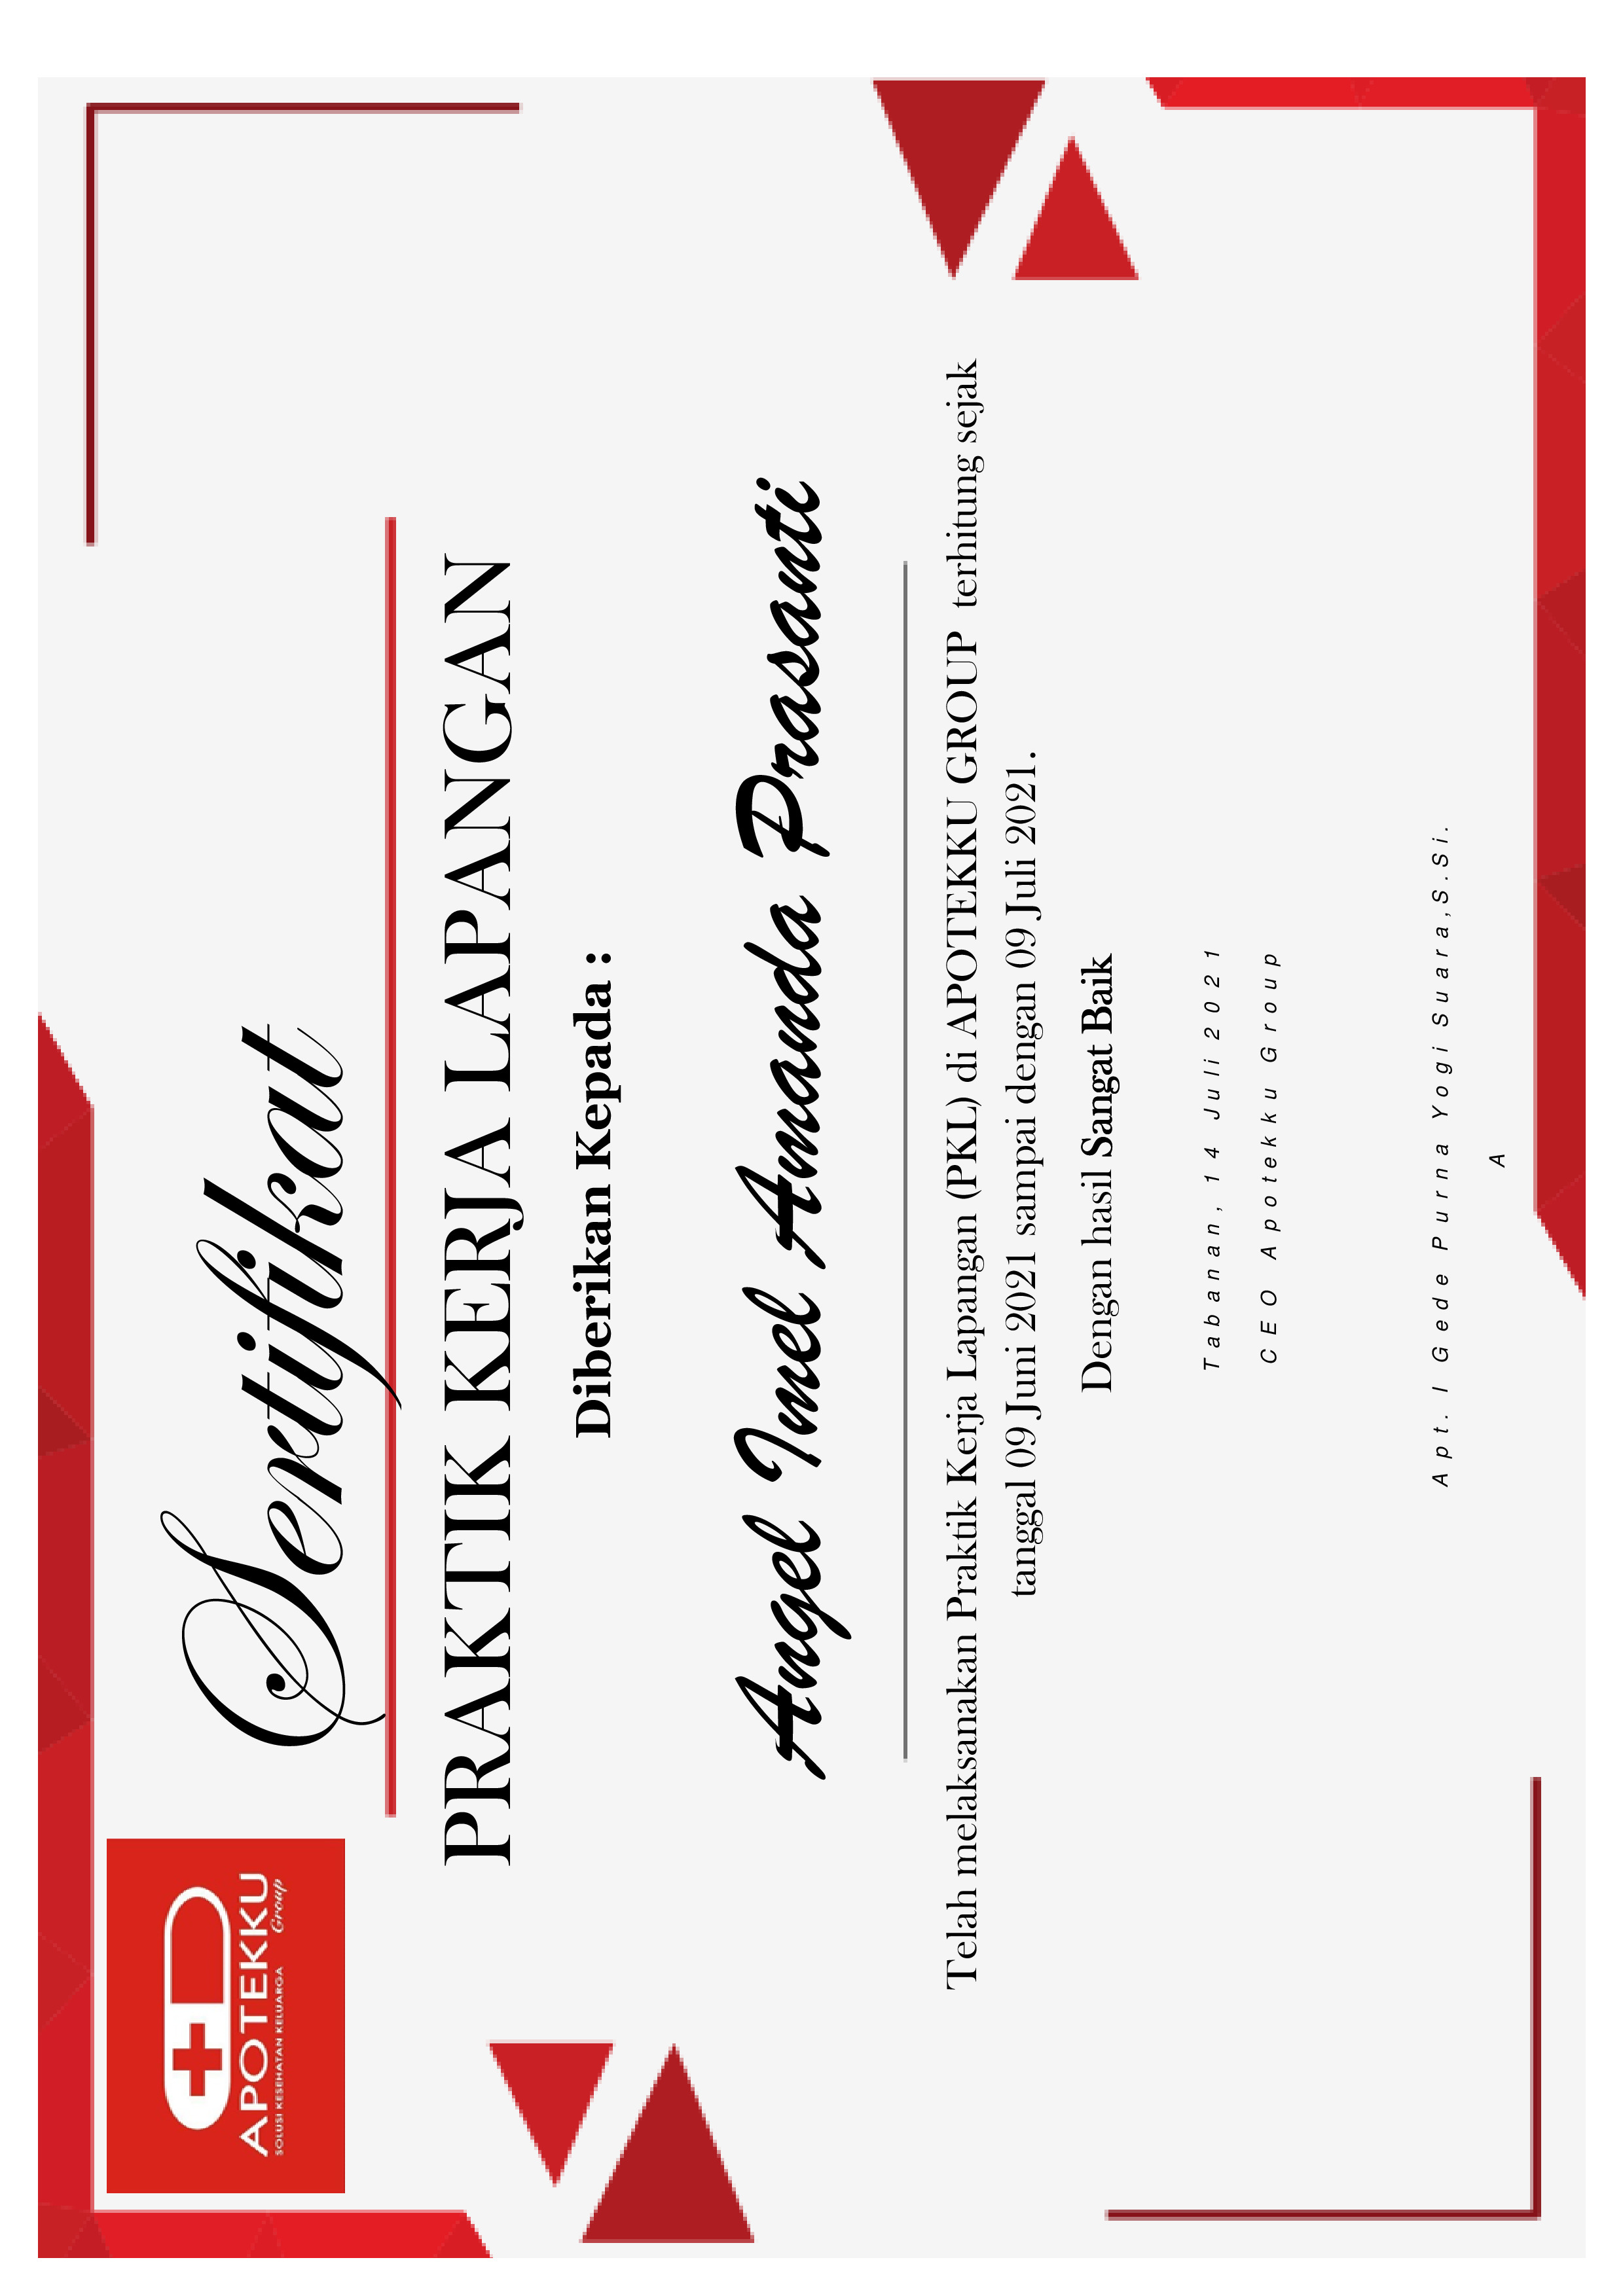 APOTEKKU
SOLUSI KESEHATAN KELUARGA Group
Sertifikat
PRAKTIK KERJA LAPANGAN
Diberikan Kepada :
Angel Imel Amanda Prasanti
Telah melaksanakan Praktik Kerja Lapangan (PKL) di APOTEKKU GROUP terhitung sejak
tanggal 09 Juni 2021 sampai dengan 09 Juli 2021.
Dengan hasil Sangat Baik
Tabanan, 14 Juli 2021
CEO Apotekku Group
Apt. I Gede Purna Yogi Suara,S.Si.
A